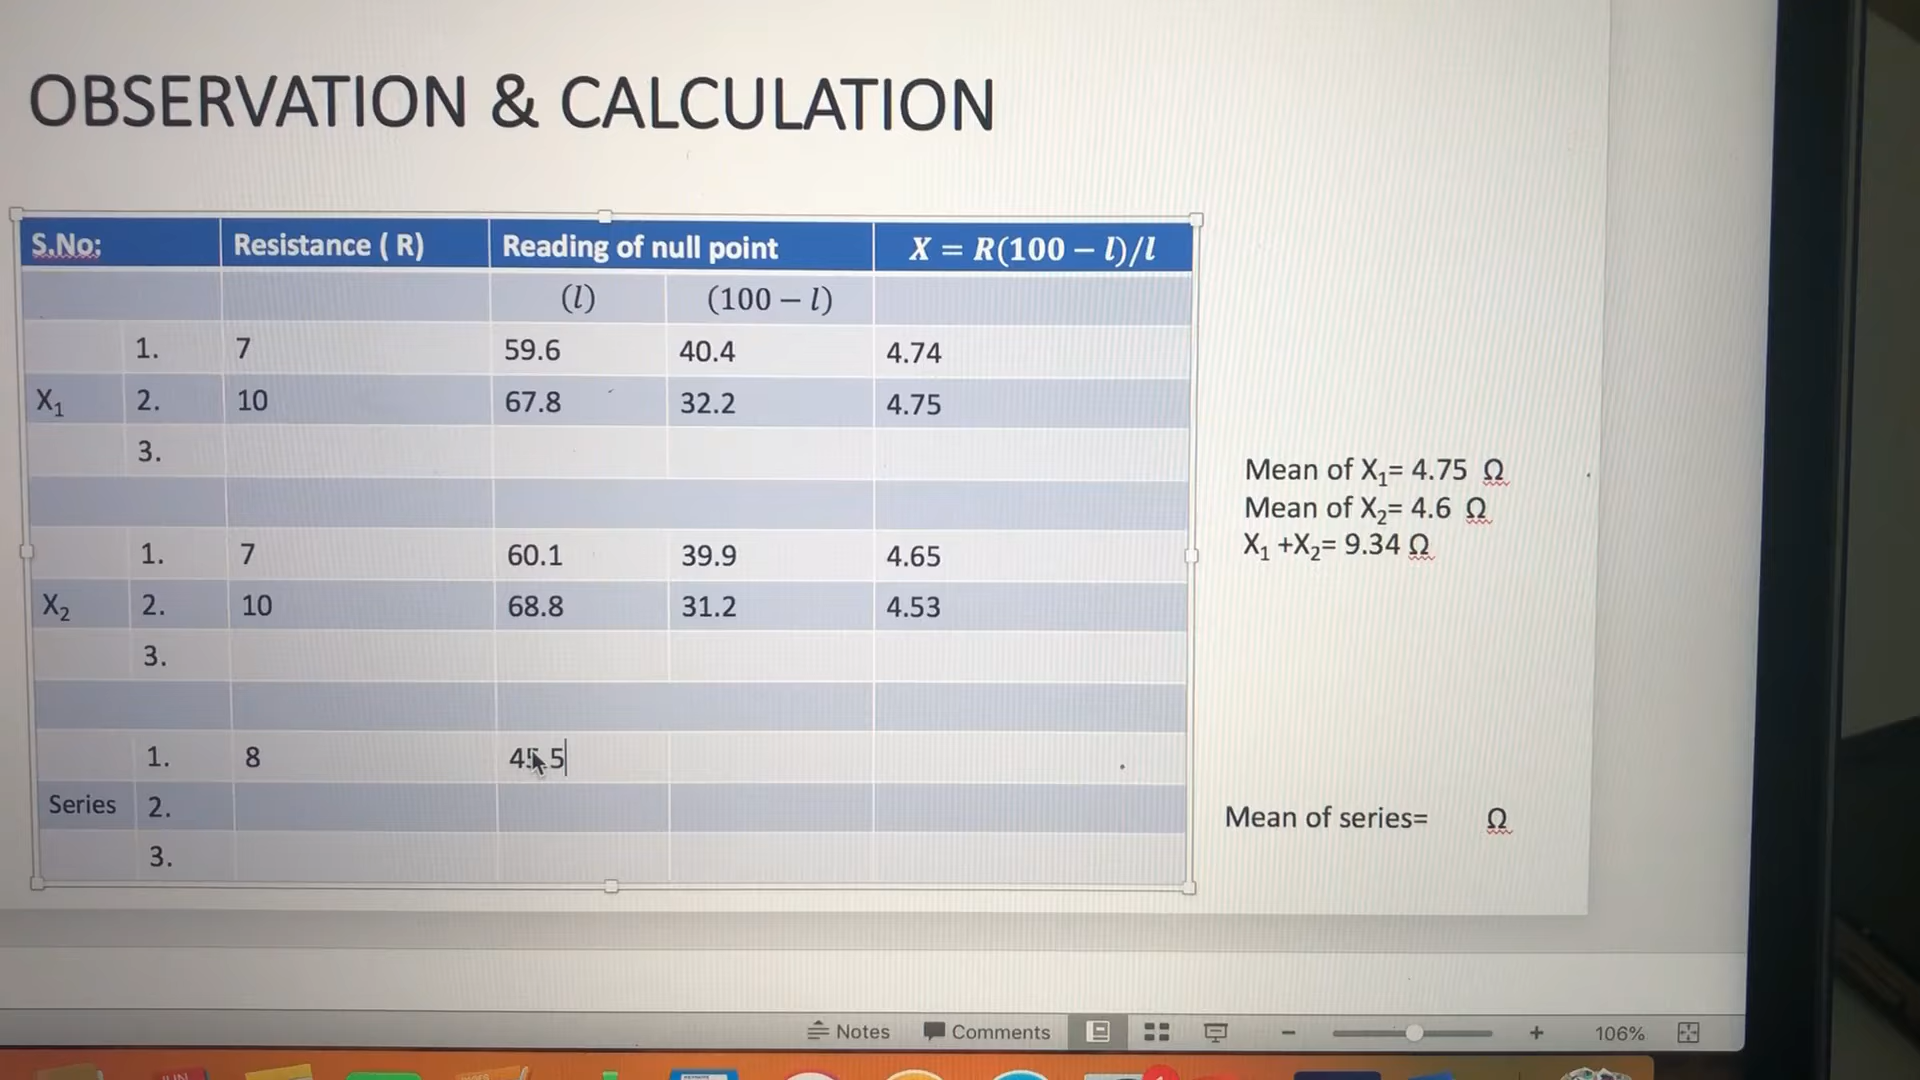 OBSERVATION & CALCULATION
S.No: Resistance ( R) Reading of null point X = R(100 − l)/l
(l) (100 − l)
1. 7 59.6 40.4 4.74
X₁ 2. 10 67.8 32.2 4.75
3.
Mean of X₁= 4.75 Ω
Mean of X₂= 4.6 Ω
X₁ +X₂= 9.34 Ω
1. 7 60.1 39.9 4.65
X₂ 2. 10 68.8 31.2 4.53
3.
1. 8 45.5
Series 2.
Mean of series= Ω
3.
Notes Comments 106%